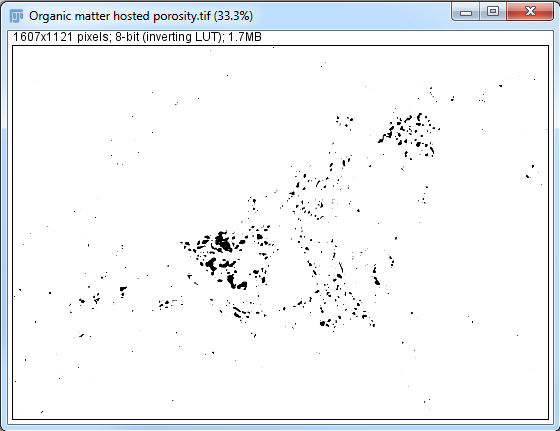 Organic matter hosted porosity.tif (33.3%)
1607x1121 pixels; 8-bit (inverting LUT); 1.7MB